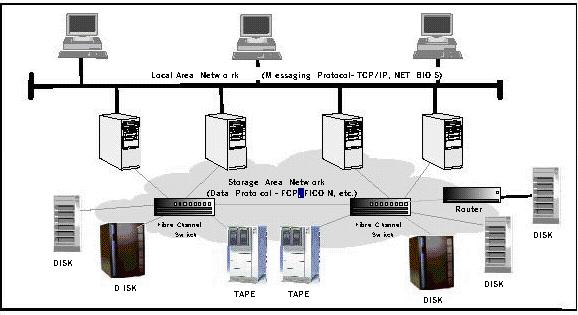 Local Area Network (Messaging Protocol-TCP/IP, NET BIOS)
Storage Area Network
(Data Protocol - FCP, FICON, etc.)
Fibre Channel
Switch
Fibre Channel
Switch
Router
DISK
DISK
DISK
TAPE
TAPE
DISK
DISK